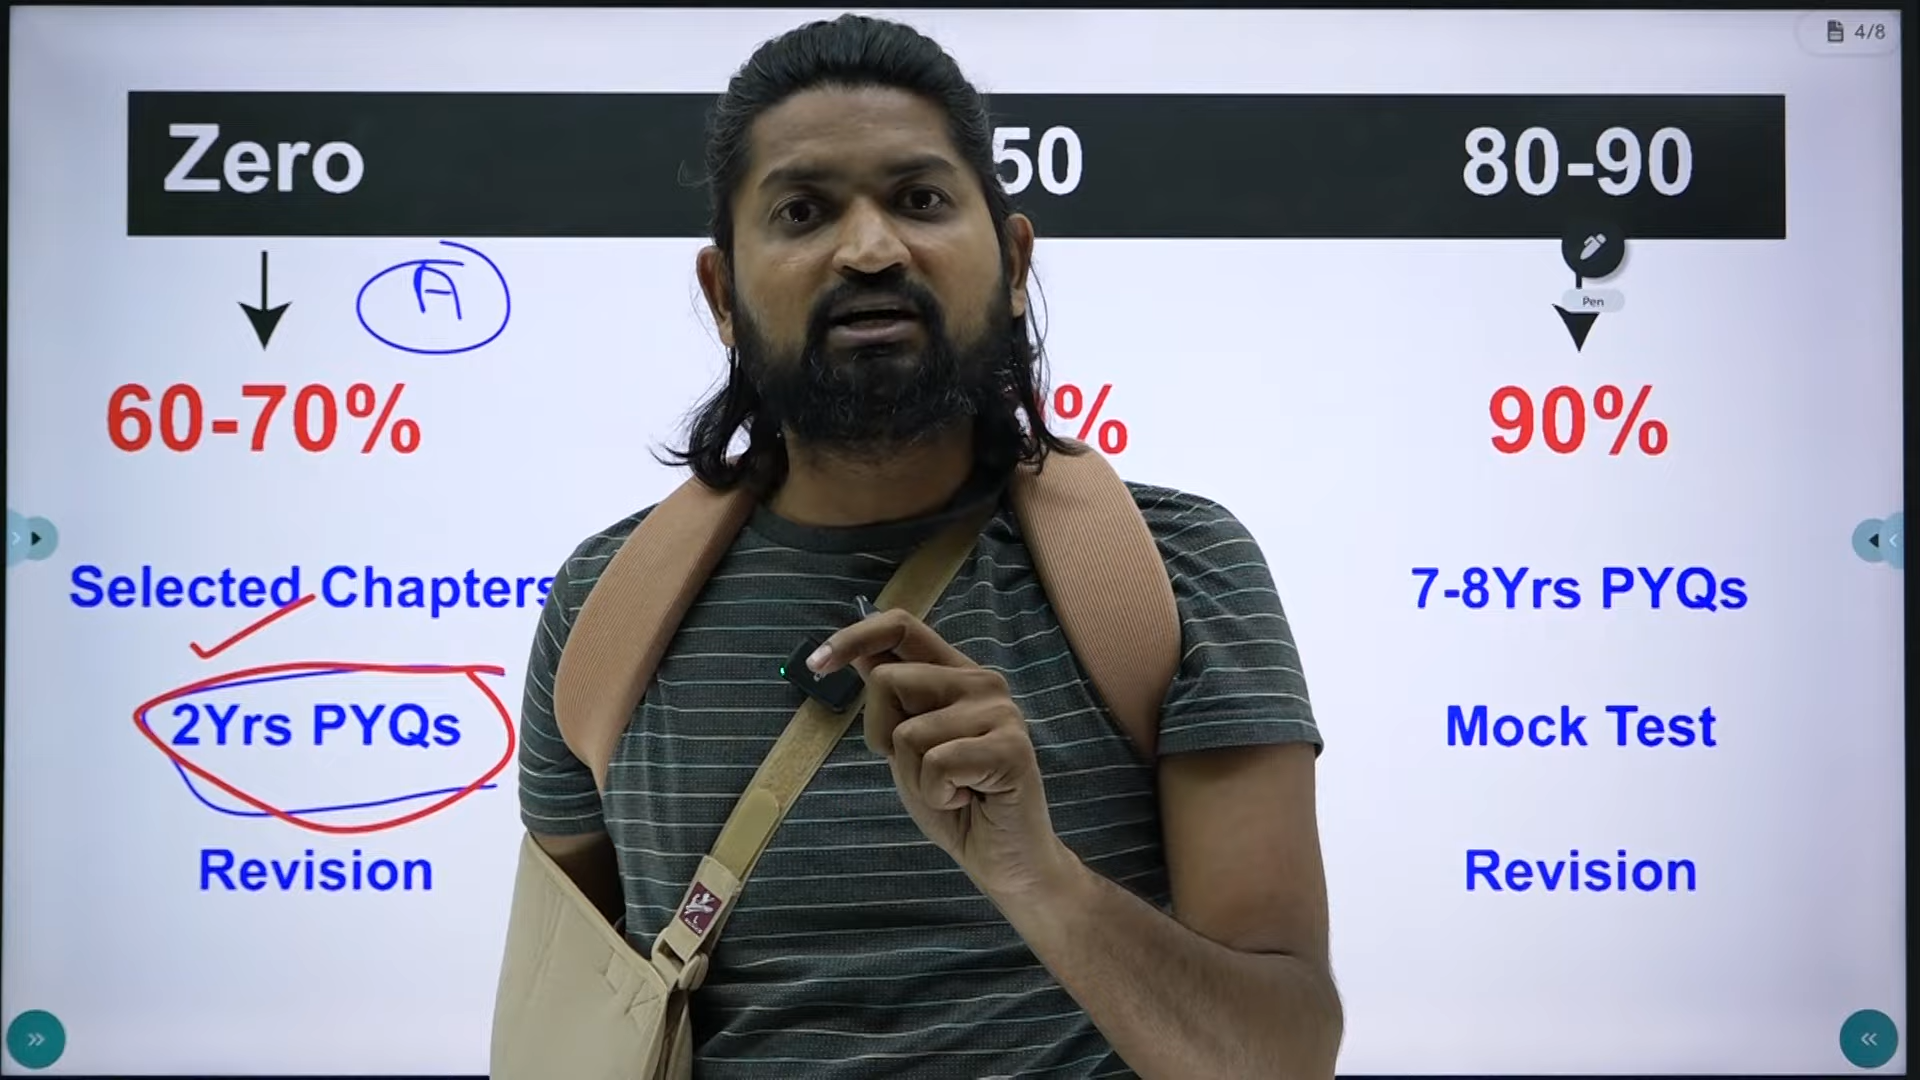 4/8
Zero
50
80-90
A
Pen
60-70%
%
90%
Selected Chapters
7-8Yrs PYQs
2Yrs PYQs
Mock Test
Revision
Revision